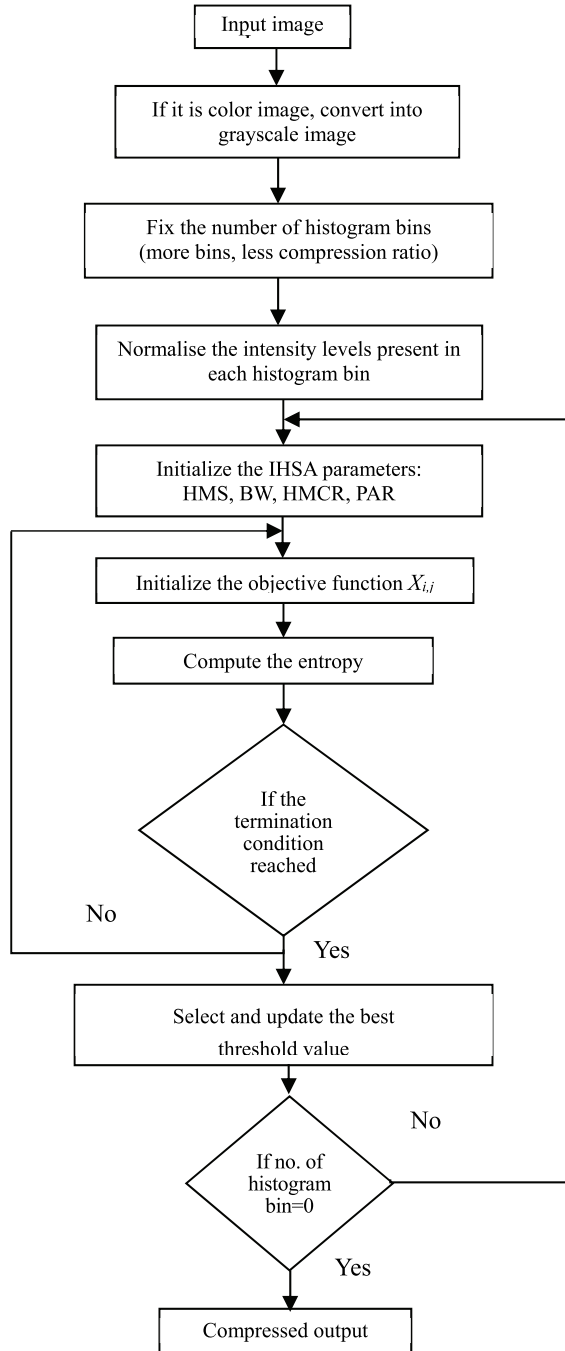 Input image
If it is color image, convert into
grayscale image
Fix the number of histogram bins
(more bins, less compression ratio)
Normalise the intensity levels present in
each histogram bin
Initialize the IHSA parameters:
HMS, BW, HMCR, PAR
Initialize the objective function Xi,j
Compute the entropy
If the
termination
condition
reached
No
Yes
Select and update the best
threshold value
No
If no. of
histogram
bin=0
Yes
Compressed output